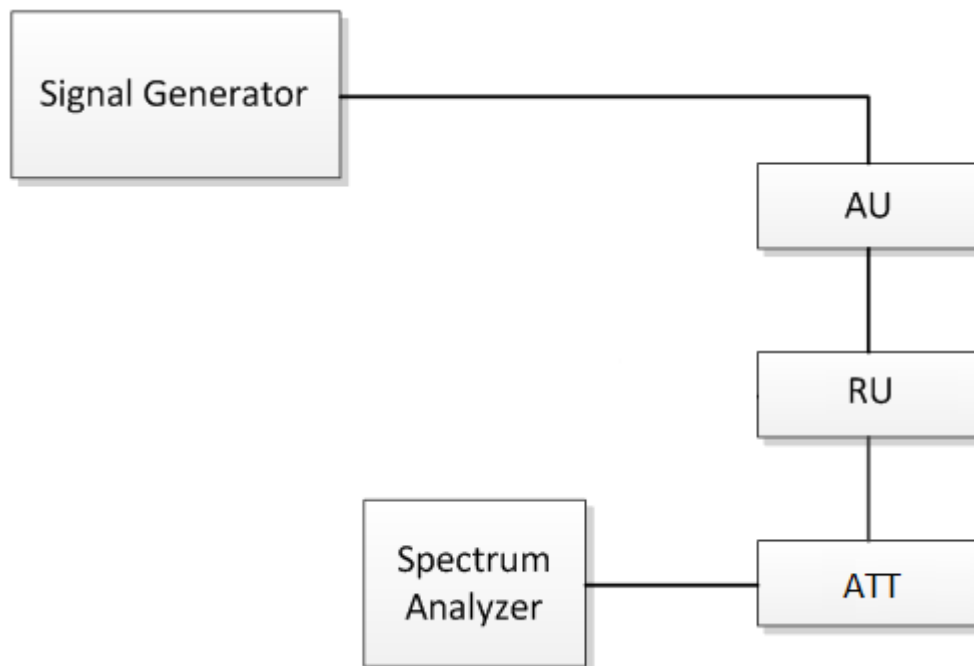 Signal Generator
AU
RU
Spectrum
Analyzer
ATT